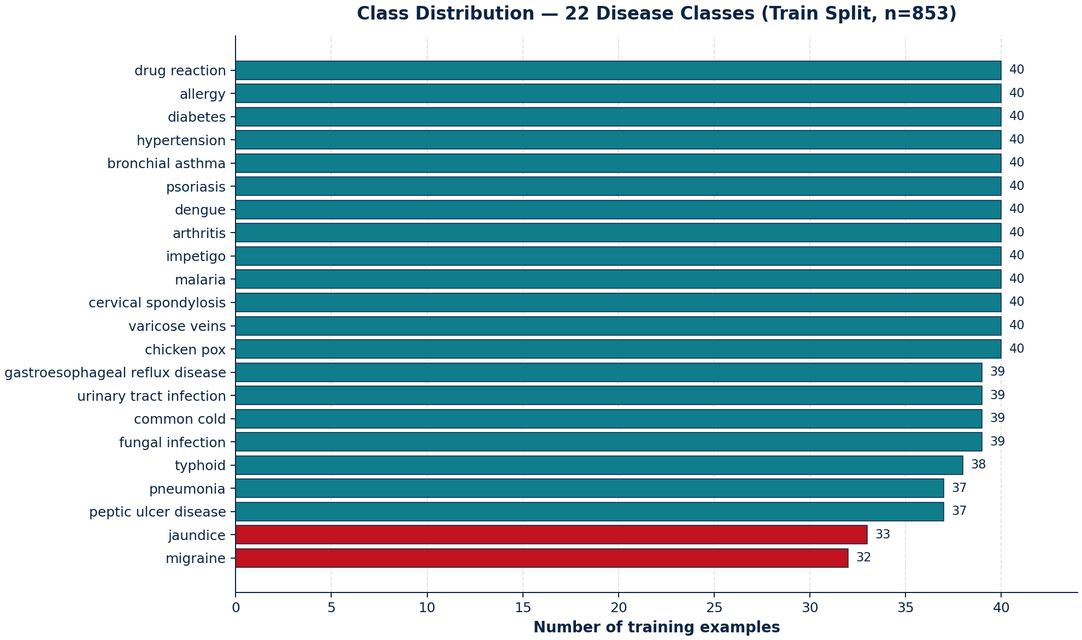 Class Distribution — 22 Disease Classes (Train Split, n=853)
drug reaction 40
allergy 40
diabetes 40
hypertension 40
bronchial asthma 40
psoriasis 40
dengue 40
arthritis 40
impetigo 40
malaria 40
cervical spondylosis 40
varicose veins 40
chicken pox 40
gastroesophageal reflux disease 39
urinary tract infection 39
common cold 39
fungal infection 39
typhoid 38
pneumonia 37
peptic ulcer disease 37
jaundice 33
migraine 32
0 5 10 15 20 25 30 35 40
Number of training examples